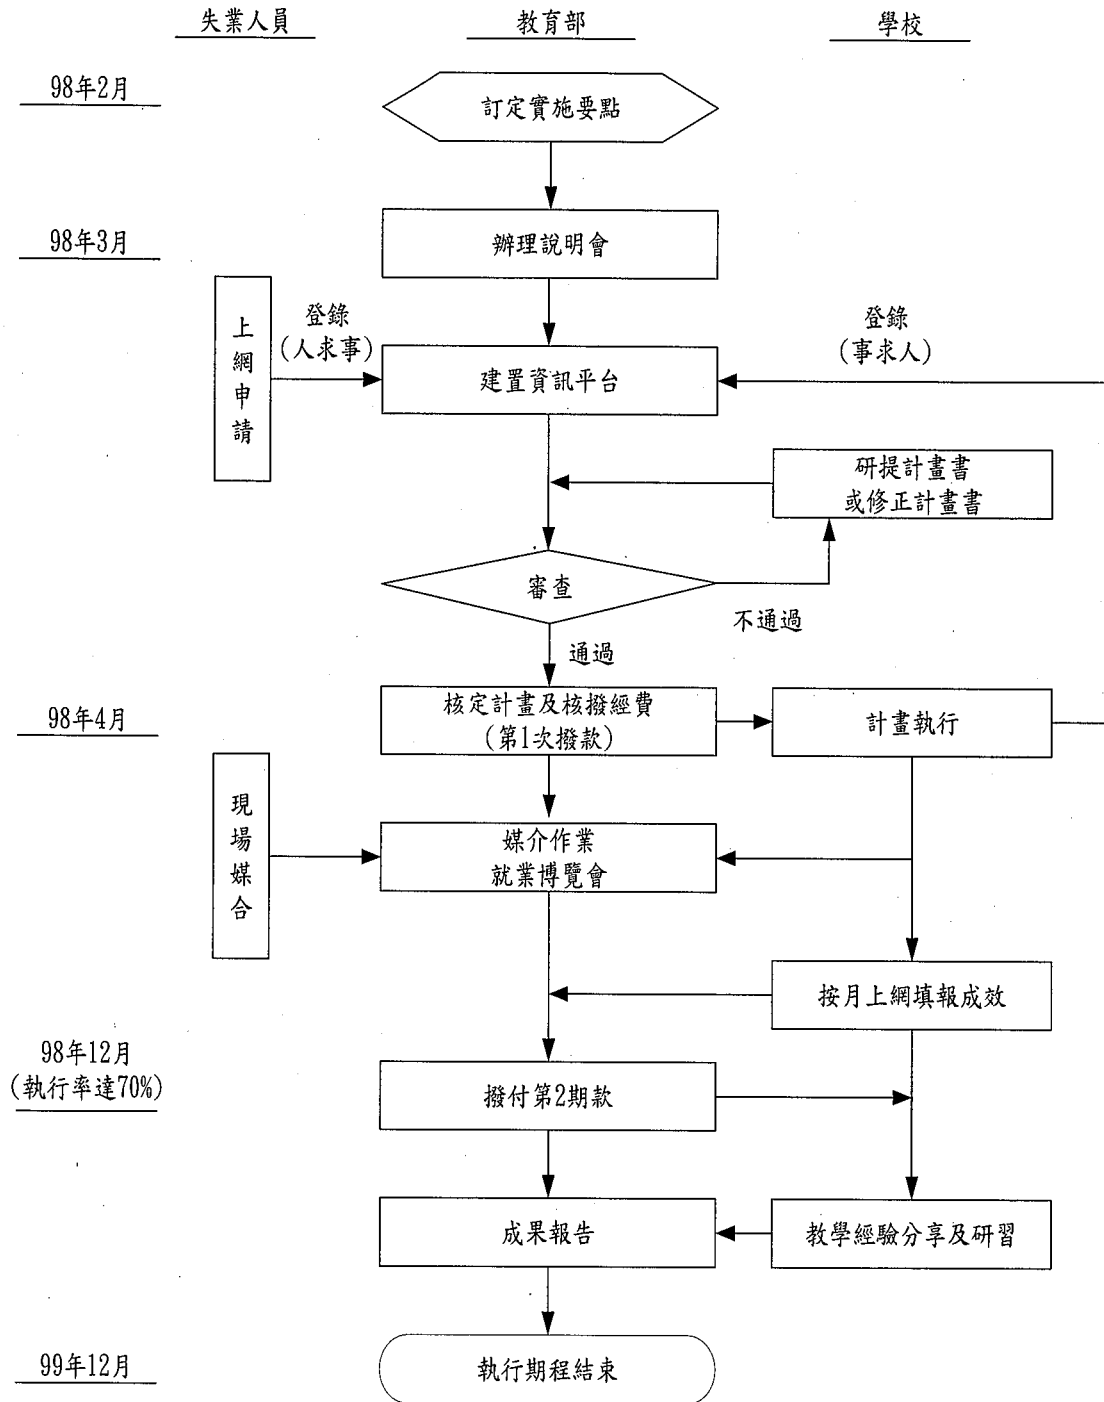 失業人員
教育部
學校
98年2月
訂定實施要點
98年3月
辦理說明會
上網申請
登錄
(人求事)
建置資訊平台
登錄
(事求人)
研提計畫書
或修正計畫書
審查
不通過
通過
98年4月
核定計畫及核撥經費
(第1次撥款)
計畫執行
現場媒合
媒介作業
就業博覽會
按月上網填報成效
98年12月
(執行率達70%)
撥付第2期款
成果報告
教學經驗分享及研習
99年12月
執行期程結束